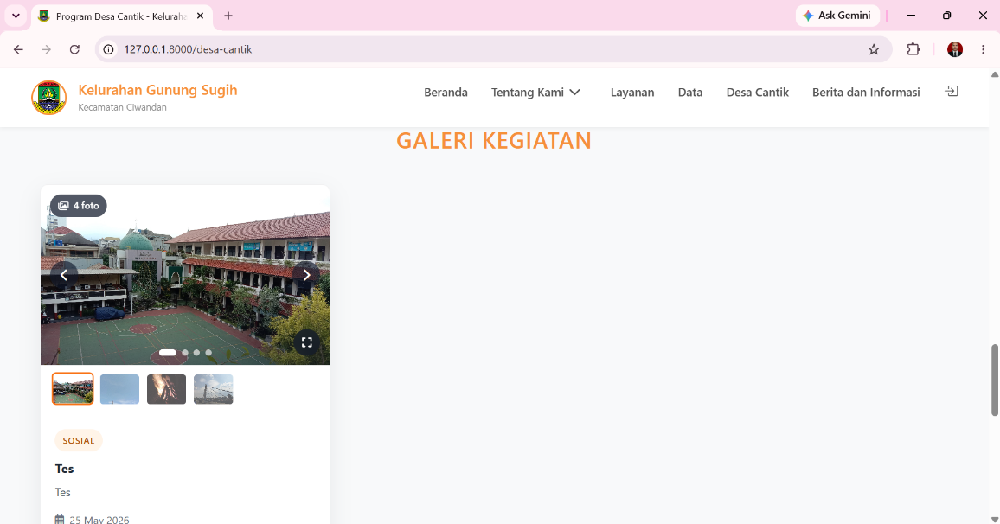 Program Desa Cantik - Kelurah
Ask Gemini
127.0.0.1:8000/desa-cantik
Kelurahan Gunung Sugih
Kecamatan Ciwandan
Beranda
Tentang Kami
Layanan
Data
Desa Cantik
Berita dan Informasi
GALERI KEGIATAN
4 foto
SOSIAL
Tes
Tes
25 May 2026